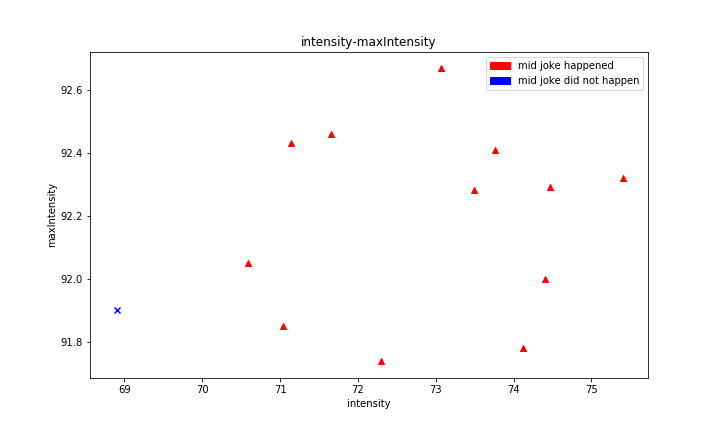 intensity-maxIntensity
mid joke happened
mid joke did not happen
maxIntensity
92.6
92.4
92.2
92.0
91.8
69 70 71 72 73 74 75
intensity